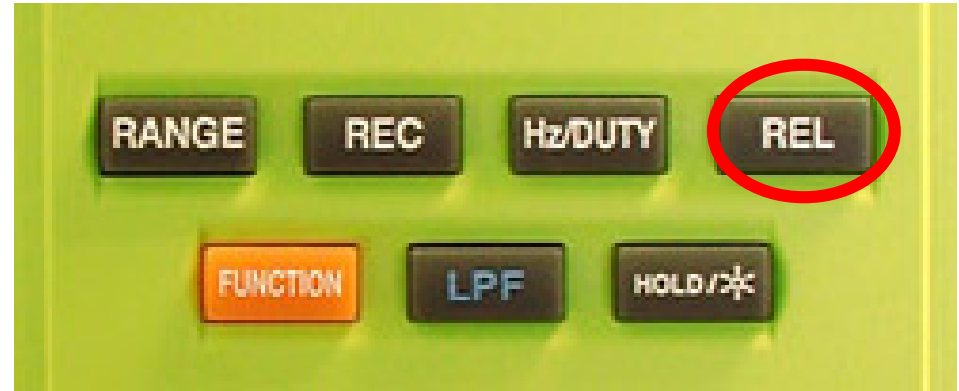 RANGE REC Hz/DUTY REL
FUNCTION LPF HOLD/☼